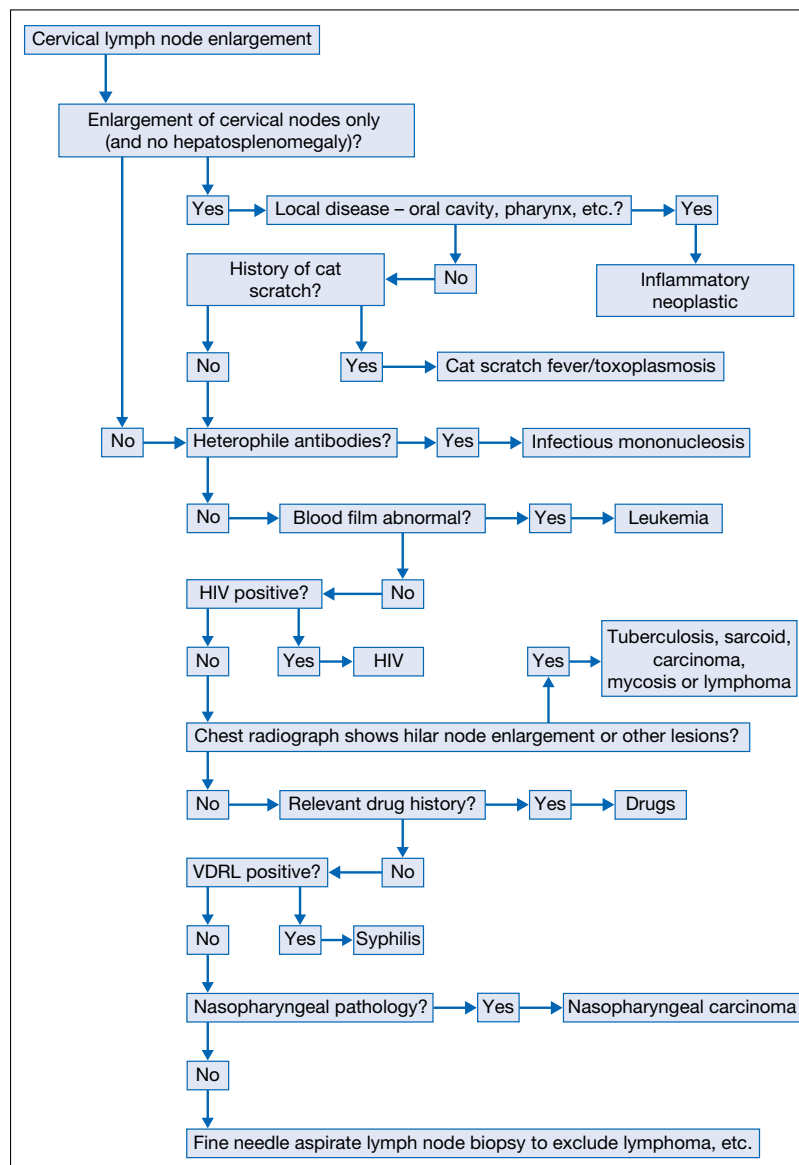 Cervical lymph node enlargement
Enlargement of cervical nodes only
(and no hepatosplenomegaly)?
Yes
Local disease – oral cavity, pharynx, etc.?
Yes
History of cat
scratch?
No
Inflammatory
neoplastic
No
Yes
Cat scratch fever/toxoplasmosis
No
Heterophile antibodies?
Yes
Infectious mononucleosis
No
Blood film abnormal?
Yes
Leukemia
HIV positive?
No
No
Yes
HIV
Yes
Tuberculosis, sarcoid,
carcinoma,
mycosis or lymphoma
Chest radiograph shows hilar node enlargement or other lesions?
No
Relevant drug history?
Yes
Drugs
VDRL positive?
No
No
Yes
Syphilis
Nasopharyngeal pathology?
Yes
Nasopharyngeal carcinoma
No
Fine needle aspirate lymph node biopsy to exclude lymphoma, etc.